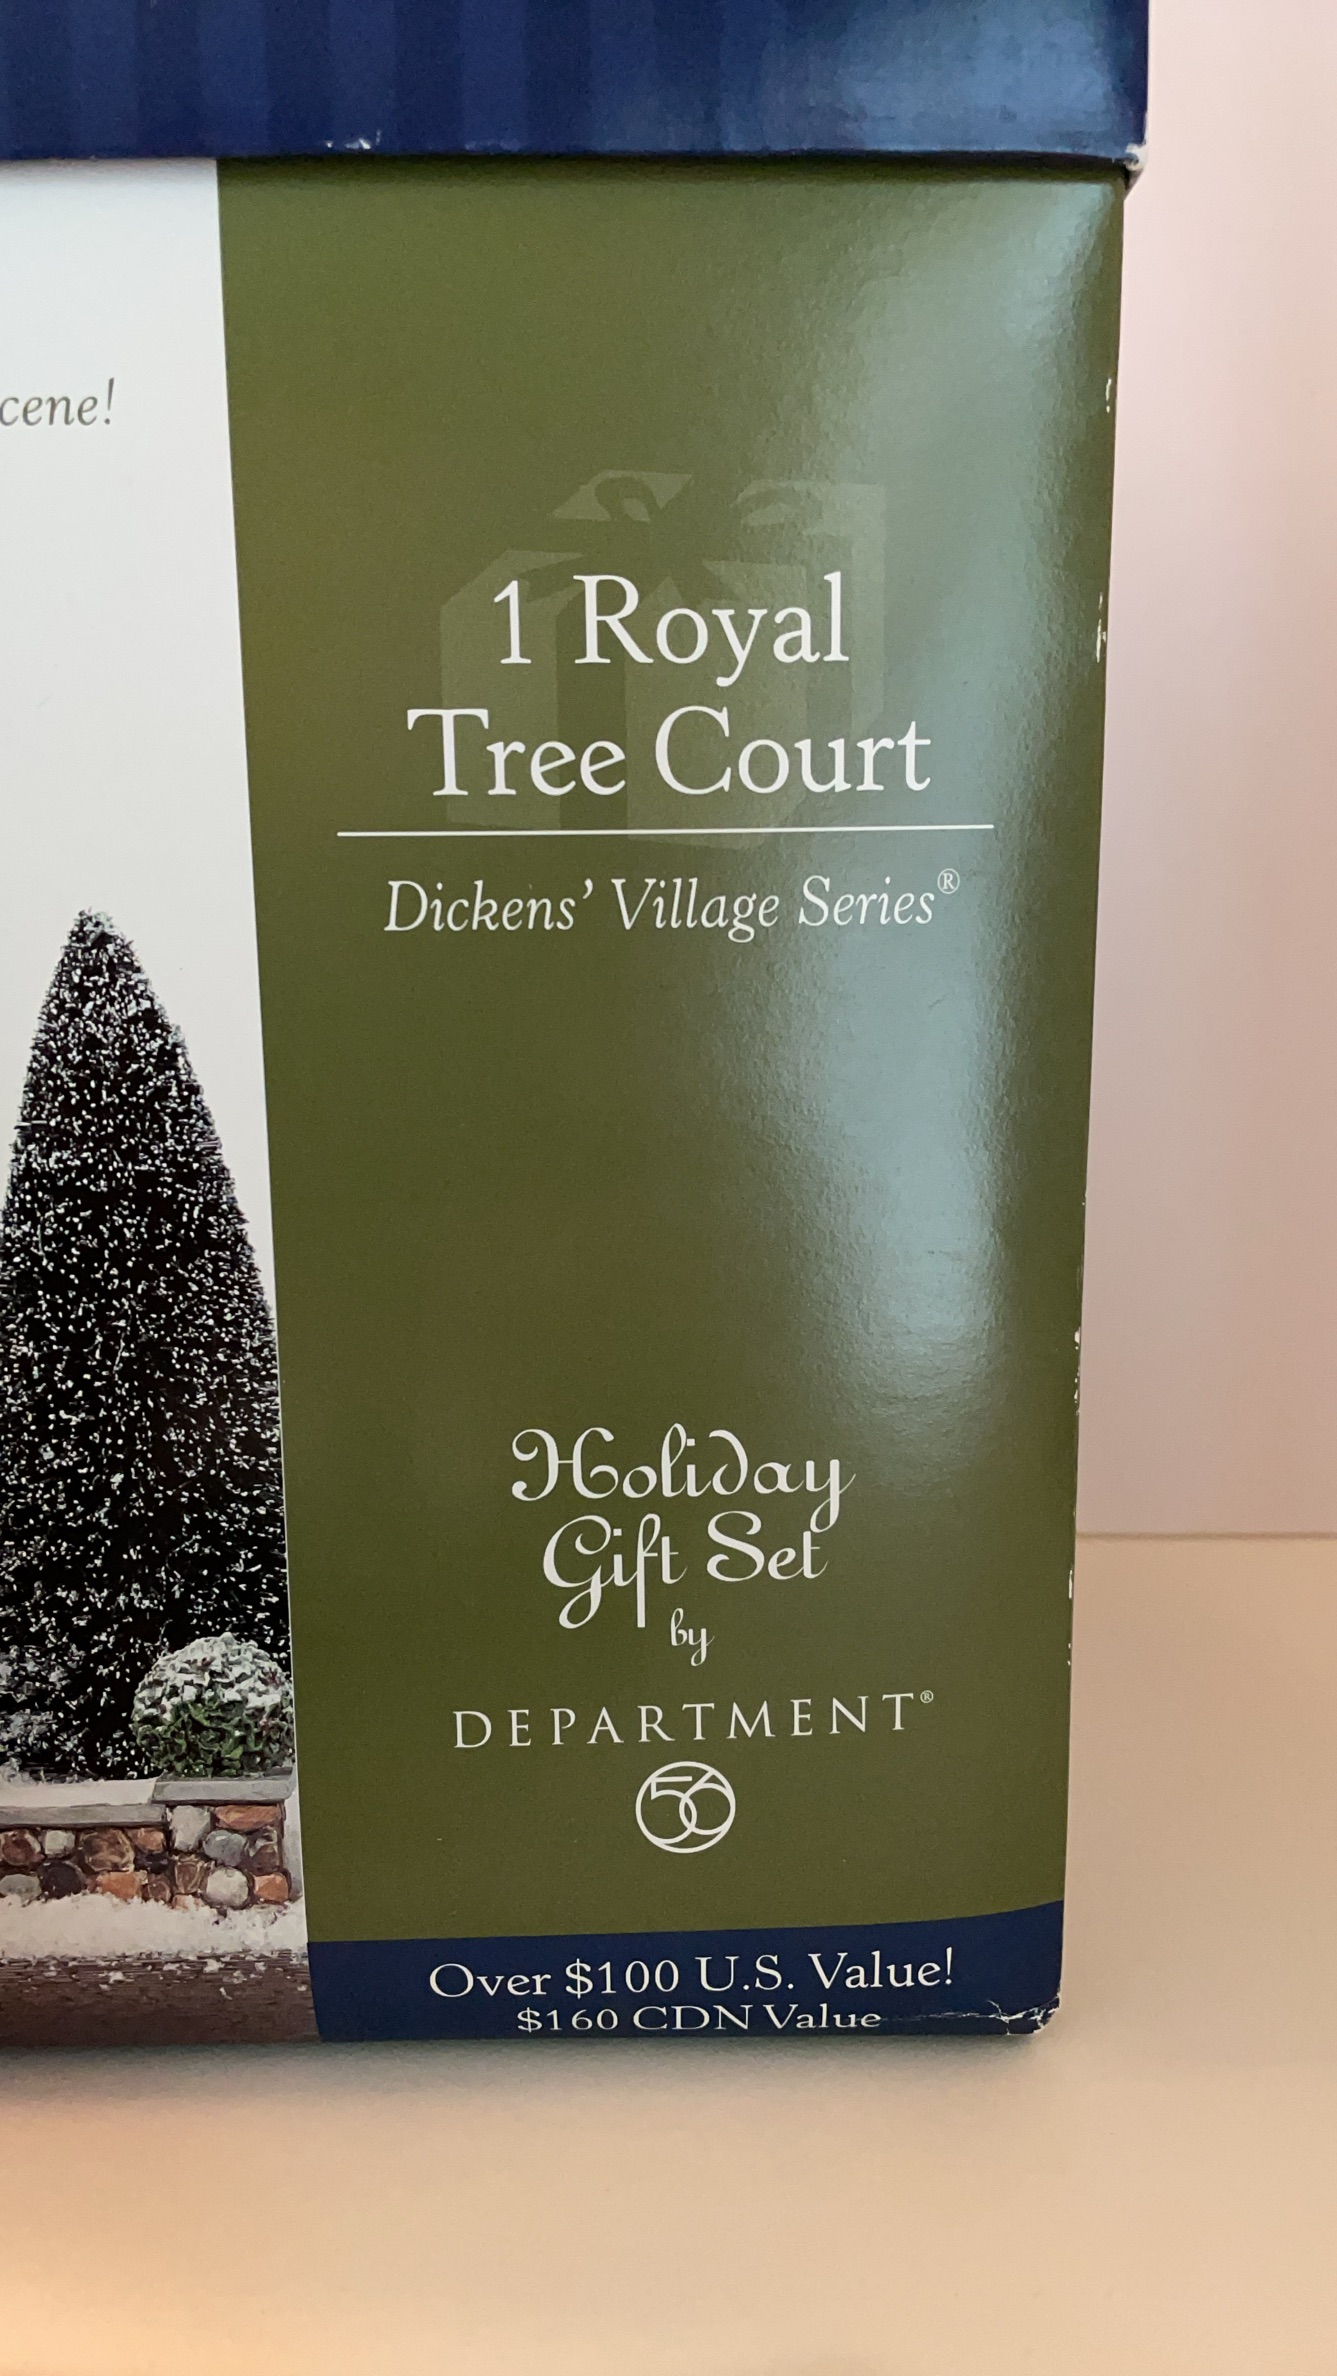 cene!
1 Royal
Tree Court
Dickens’ Village Series®
Holiday
Gift Set
by
DEPARTMENT®
56
Over $100 U.S. Value!
$160 CDN Value